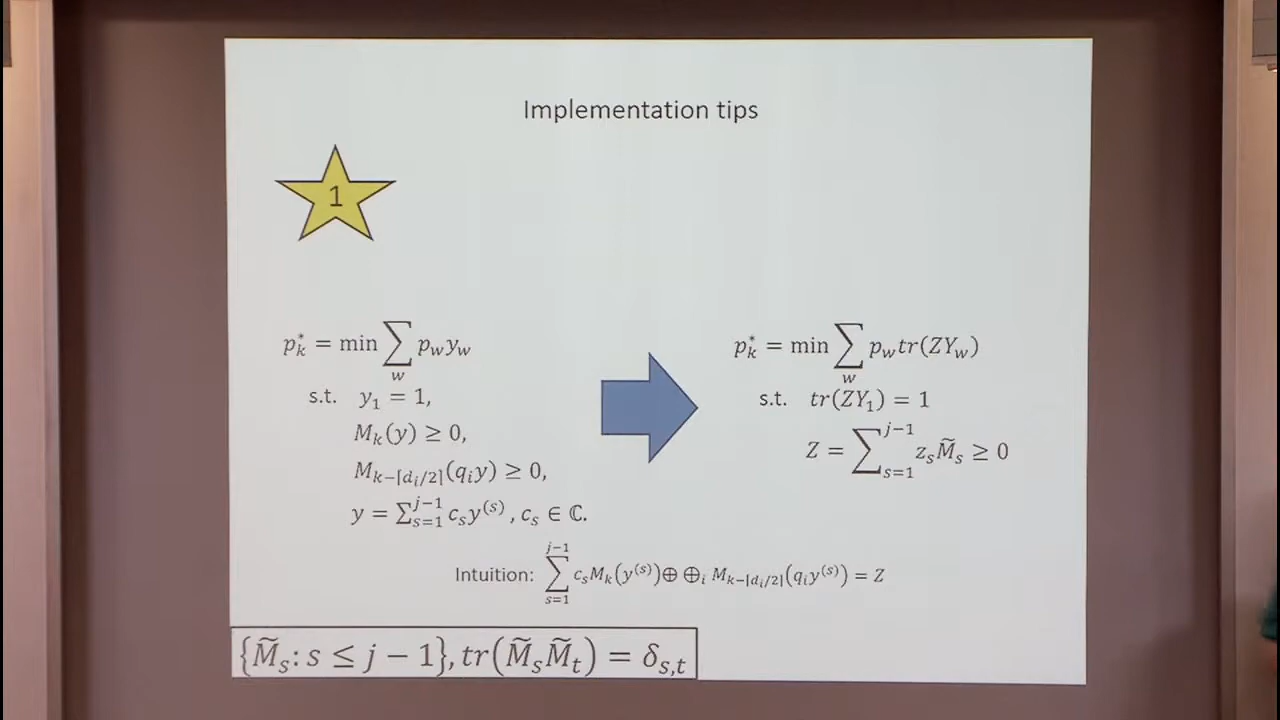 Implementation tips
1
p*_k = min ∑_w p_w y_w
s.t. y_1 = 1,
M_k(y) ≥ 0,
M_{k−⌈d_i/2⌉}(q_i y) ≥ 0,
y = ∑_{s=1}^{j−1} c_s y^{(s)}, c_s ∈ ℂ.
p*_k = min ∑_w p_w tr(ZY_w)
s.t. tr(ZY_1) = 1
Z = ∑_{s=1}^{j−1} z_s M̃_s ≥ 0
Intuition: ∑_{s=1}^{j−1} c_s M_k(y^{(s)})⊕ ⊕_i M_{k−⌈d_i/2⌉}(q_i y^{(s)}) = Z
{M̃_s: s ≤ j − 1}, tr(M̃_s M̃_t) = δ_{s,t}